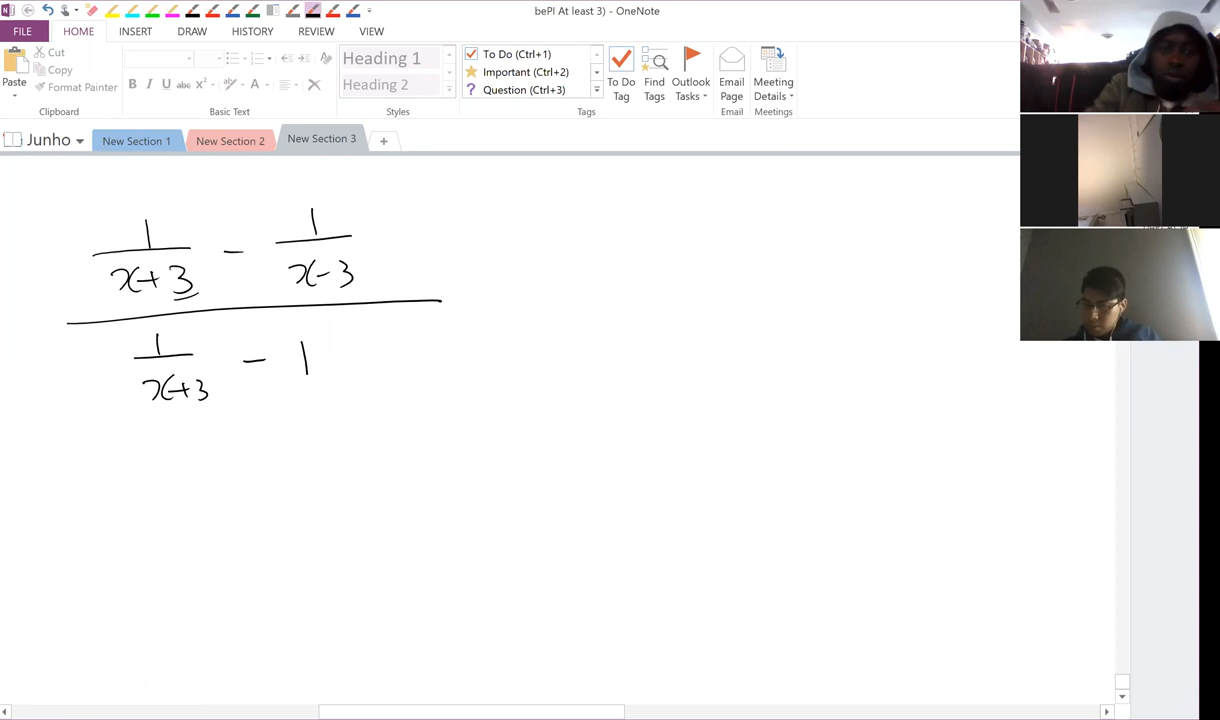 bePI At least 3) - OneNote
FILE HOME INSERT DRAW HISTORY REVIEW VIEW
Paste
Cut
Copy
Format Painter
Clipboard
B I U abc x² A
Basic Text
Heading 1
Heading 2
Styles
To Do (Ctrl+1)
Important (Ctrl+2)
? Question (Ctrl+3)
To Do Tag
Find Tags
Outlook Tasks
Tags
Email Page
Email
Meeting Details
Meetings
Junho New Section 1 New Section 2 New Section 3 +
1 - 1
x+3 x-3
1 - 1
x+3